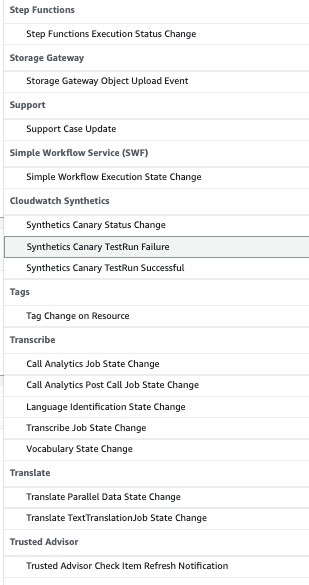 Step Functions
Step Functions Execution Status Change
Storage Gateway
Storage Gateway Object Upload Event
Support
Support Case Update
Simple Workflow Service (SWF)
Simple Workflow Execution State Change
Cloudwatch Synthetics
Synthetics Canary Status Change
Synthetics Canary TestRun Failure
Synthetics Canary TestRun Successful
Tags
Tag Change on Resource
Transcribe
Call Analytics Job State Change
Call Analytics Post Call Job State Change
Language Identification State Change
Transcribe Job State Change
Vocabulary State Change
Translate
Translate Parallel Data State Change
Translate TextTranslationJob State Change
Trusted Advisor
Trusted Advisor Check Item Refresh Notification